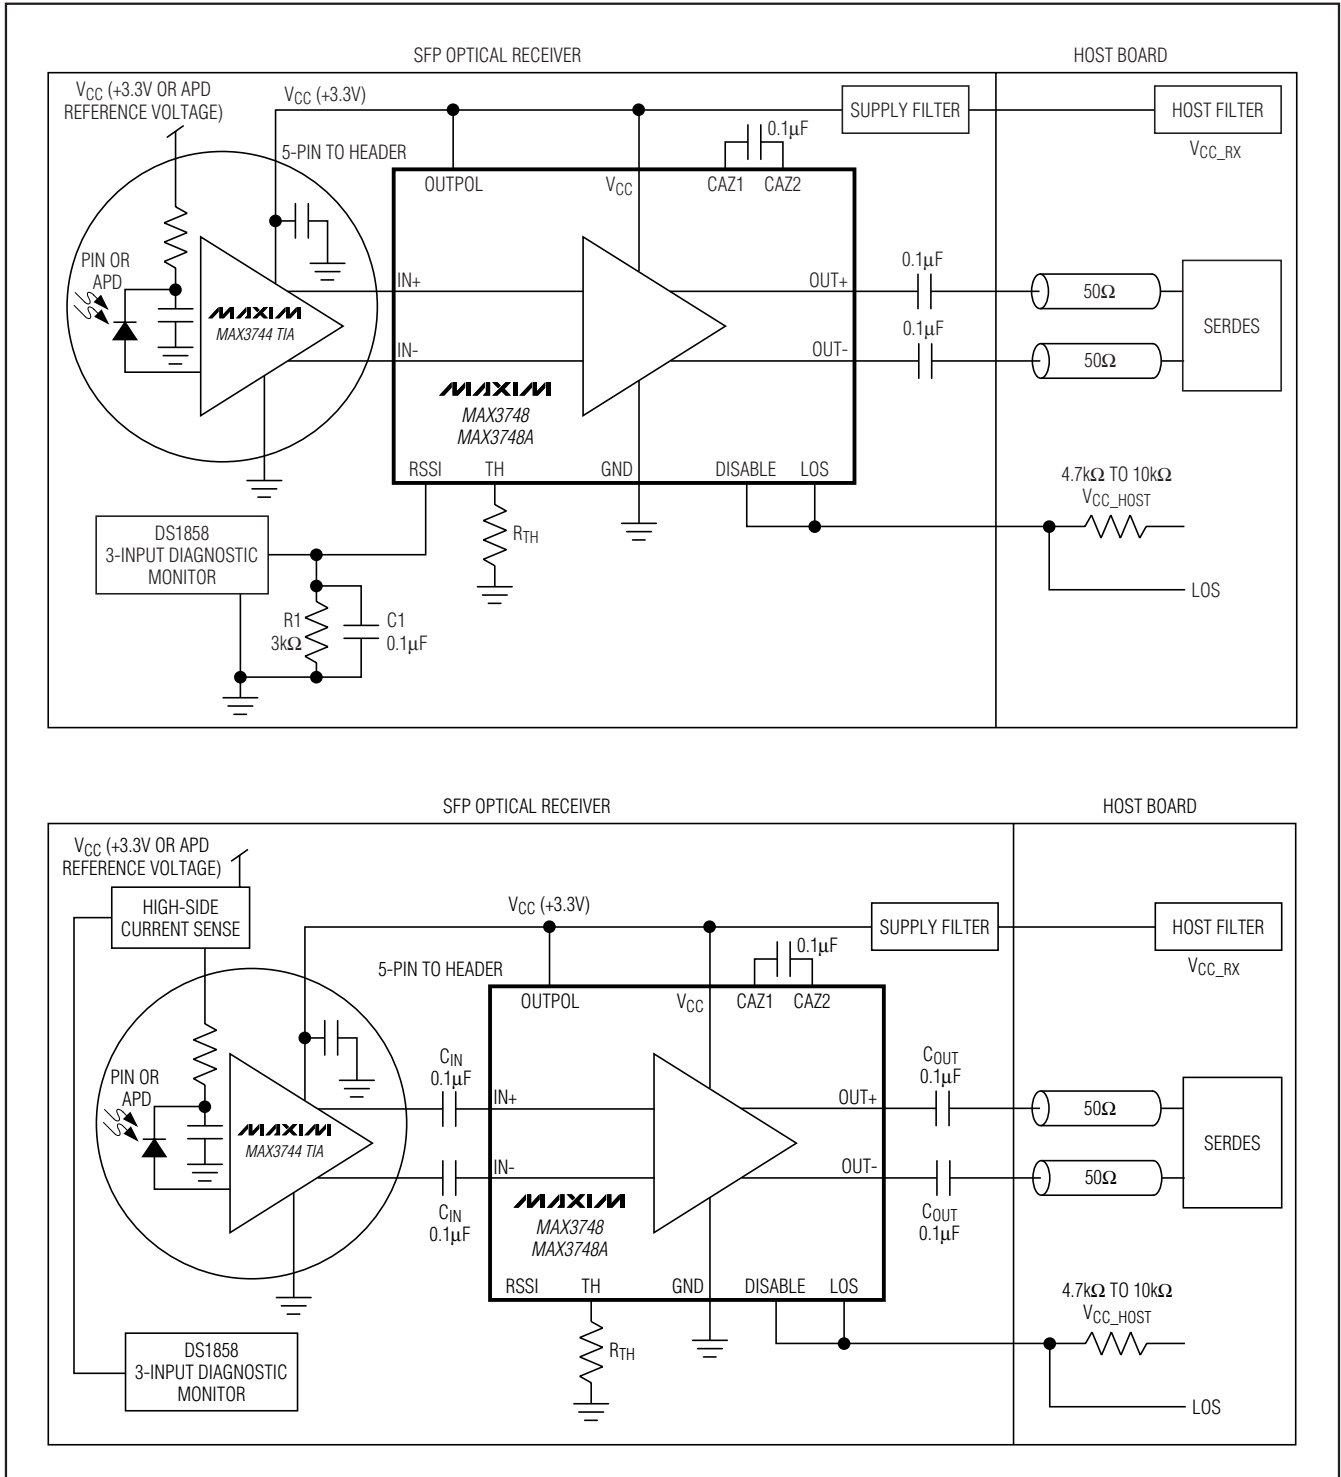 SFP OPTICAL RECEIVER
HOST BOARD
VCC (+3.3V OR APD
REFERENCE VOLTAGE)
VCC (+3.3V)
SUPPLY FILTER
HOST FILTER
VCC_RX
0.1µF
5-PIN TO HEADER
OUTPOL
VCC
CAZ1
CAZ2
PIN OR
APD
MAXIM
MAX3744 TIA
IN+
IN-
OUT+
OUT-
0.1µF
0.1µF
50Ω
50Ω
SERDES
MAXIM
MAX3748
MAX3748A
RSSI
TH
GND
DISABLE
LOS
4.7kΩ TO 10kΩ
VCC_HOST
RTH
LOS
DS1858
3-INPUT DIAGNOSTIC
MONITOR
R1
3kΩ
C1
0.1µF
SFP OPTICAL RECEIVER
HOST BOARD
VCC (+3.3V OR APD
REFERENCE VOLTAGE)
HIGH-SIDE
CURRENT SENSE
VCC (+3.3V)
SUPPLY FILTER
HOST FILTER
VCC_RX
0.1µF
5-PIN TO HEADER
OUTPOL
VCC
CAZ1
CAZ2
PIN OR
APD
MAXIM
MAX3744 TIA
CIN
0.1µF
CIN
0.1µF
IN+
IN-
OUT+
OUT-
COUT
0.1µF
COUT
0.1µF
50Ω
50Ω
SERDES
MAXIM
MAX3748
MAX3748A
RSSI
TH
GND
DISABLE
LOS
4.7kΩ TO 10kΩ
VCC_HOST
RTH
LOS
DS1858
3-INPUT DIAGNOSTIC
MONITOR